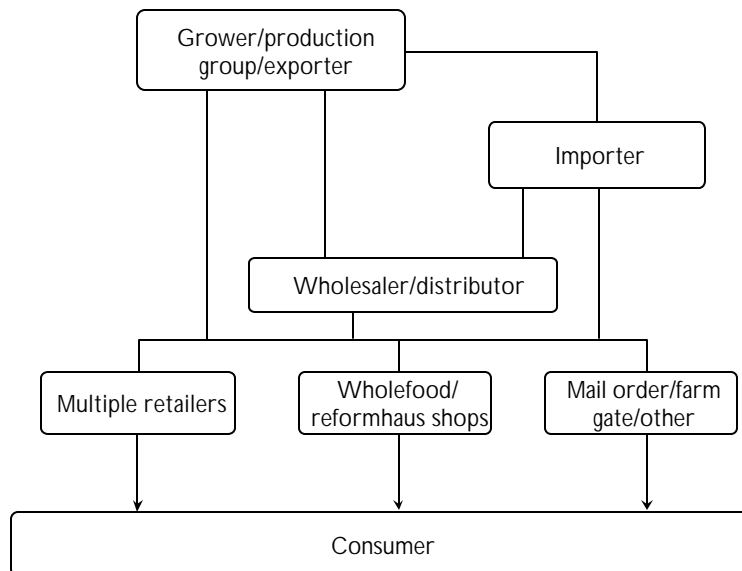 Grower/production
group/exporter
Importer
Wholesaler/distributor
Multiple retailers
Wholefood/
reformhaus shops
Mail order/farm
gate/other
Consumer